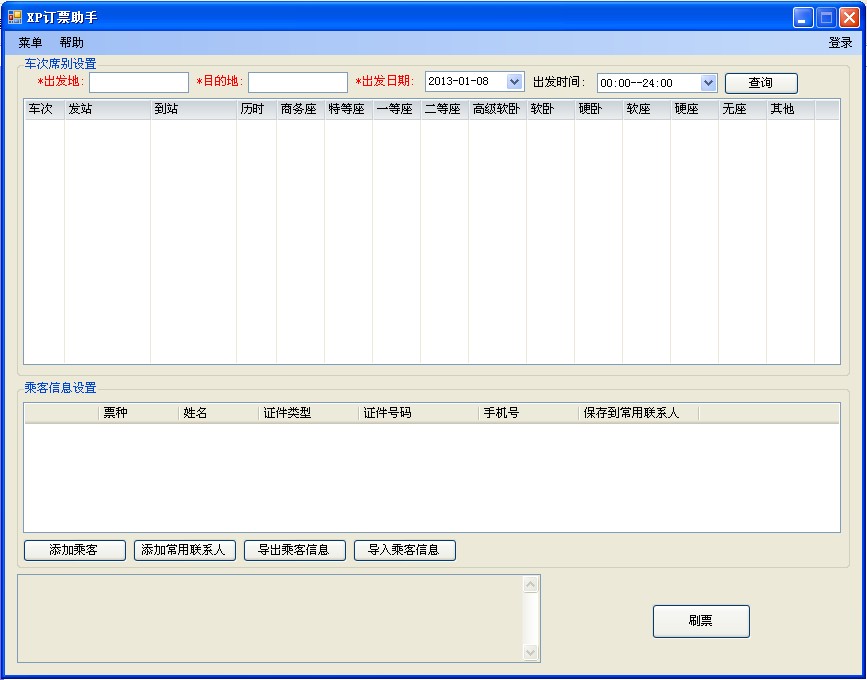 XP订票助手
菜单 帮助 登录
车次席别设置
*出发地: *目的地: *出发日期: 2013-01-08 出发时间: 00:00--24:00 查询
车次 发站 到站 历时 商务座 特等座 一等座 二等座 高级软卧 软卧 硬卧 软座 硬座 无座 其他
乘客信息设置
票种 姓名 证件类型 证件号码 手机号 保存到常用联系人
添加乘客 添加常用联系人 导出乘客信息 导入乘客信息
刷票